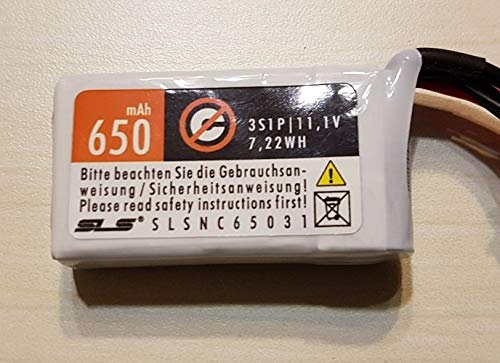 mAh
650
3S1P|11,1V
7,22WH
Bitte beachten Sie die Gebrauchsan-
weisung / Sicherheitsanweisung!
Please read safety instructions first!
SLS® SLSNC65031